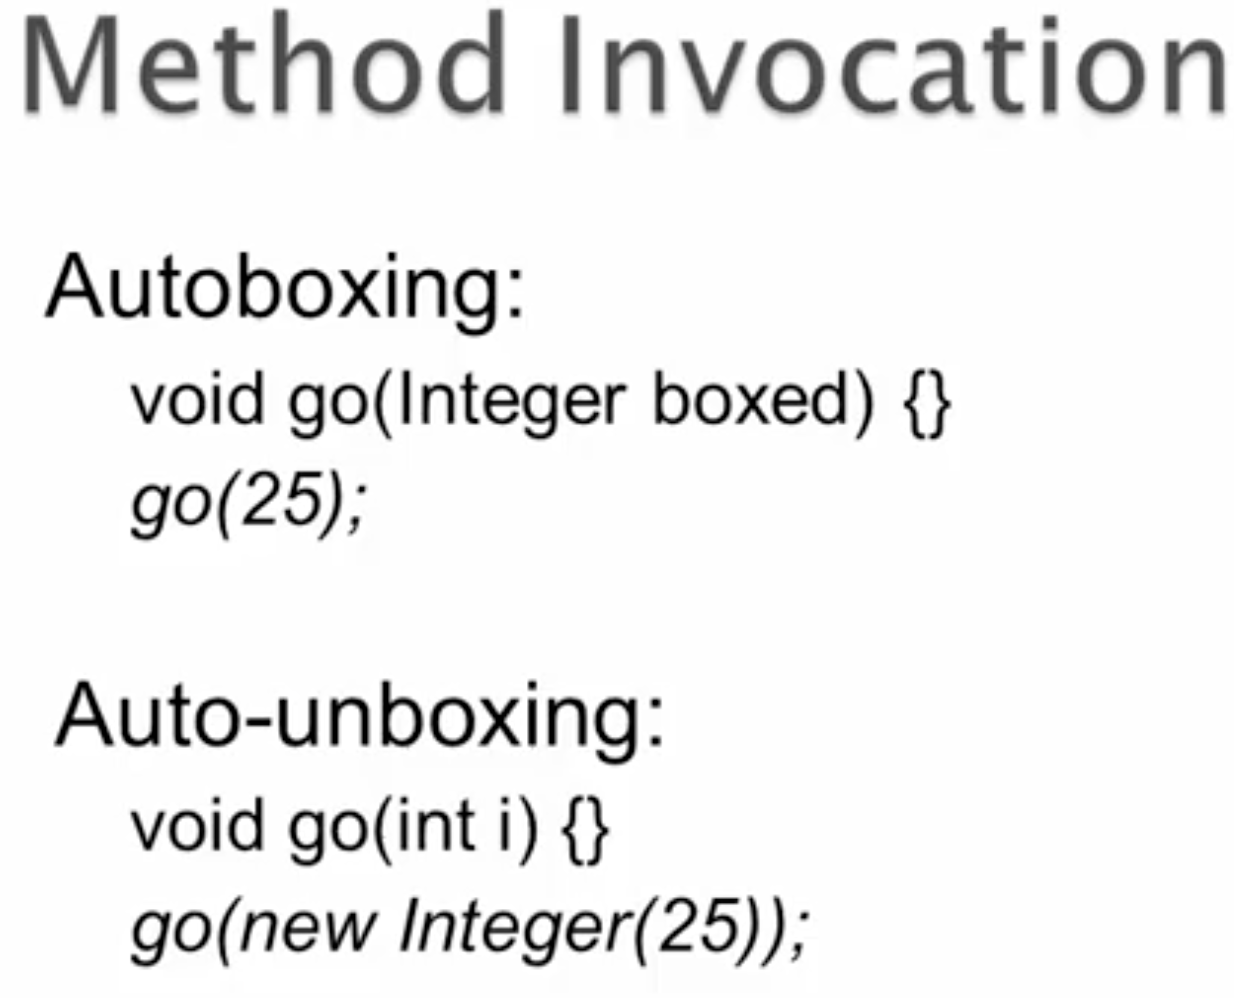 Method Invocation
Autoboxing:
void go(Integer boxed) {}
go(25);
Auto-unboxing:
void go(int i) {}
go(new Integer(25));